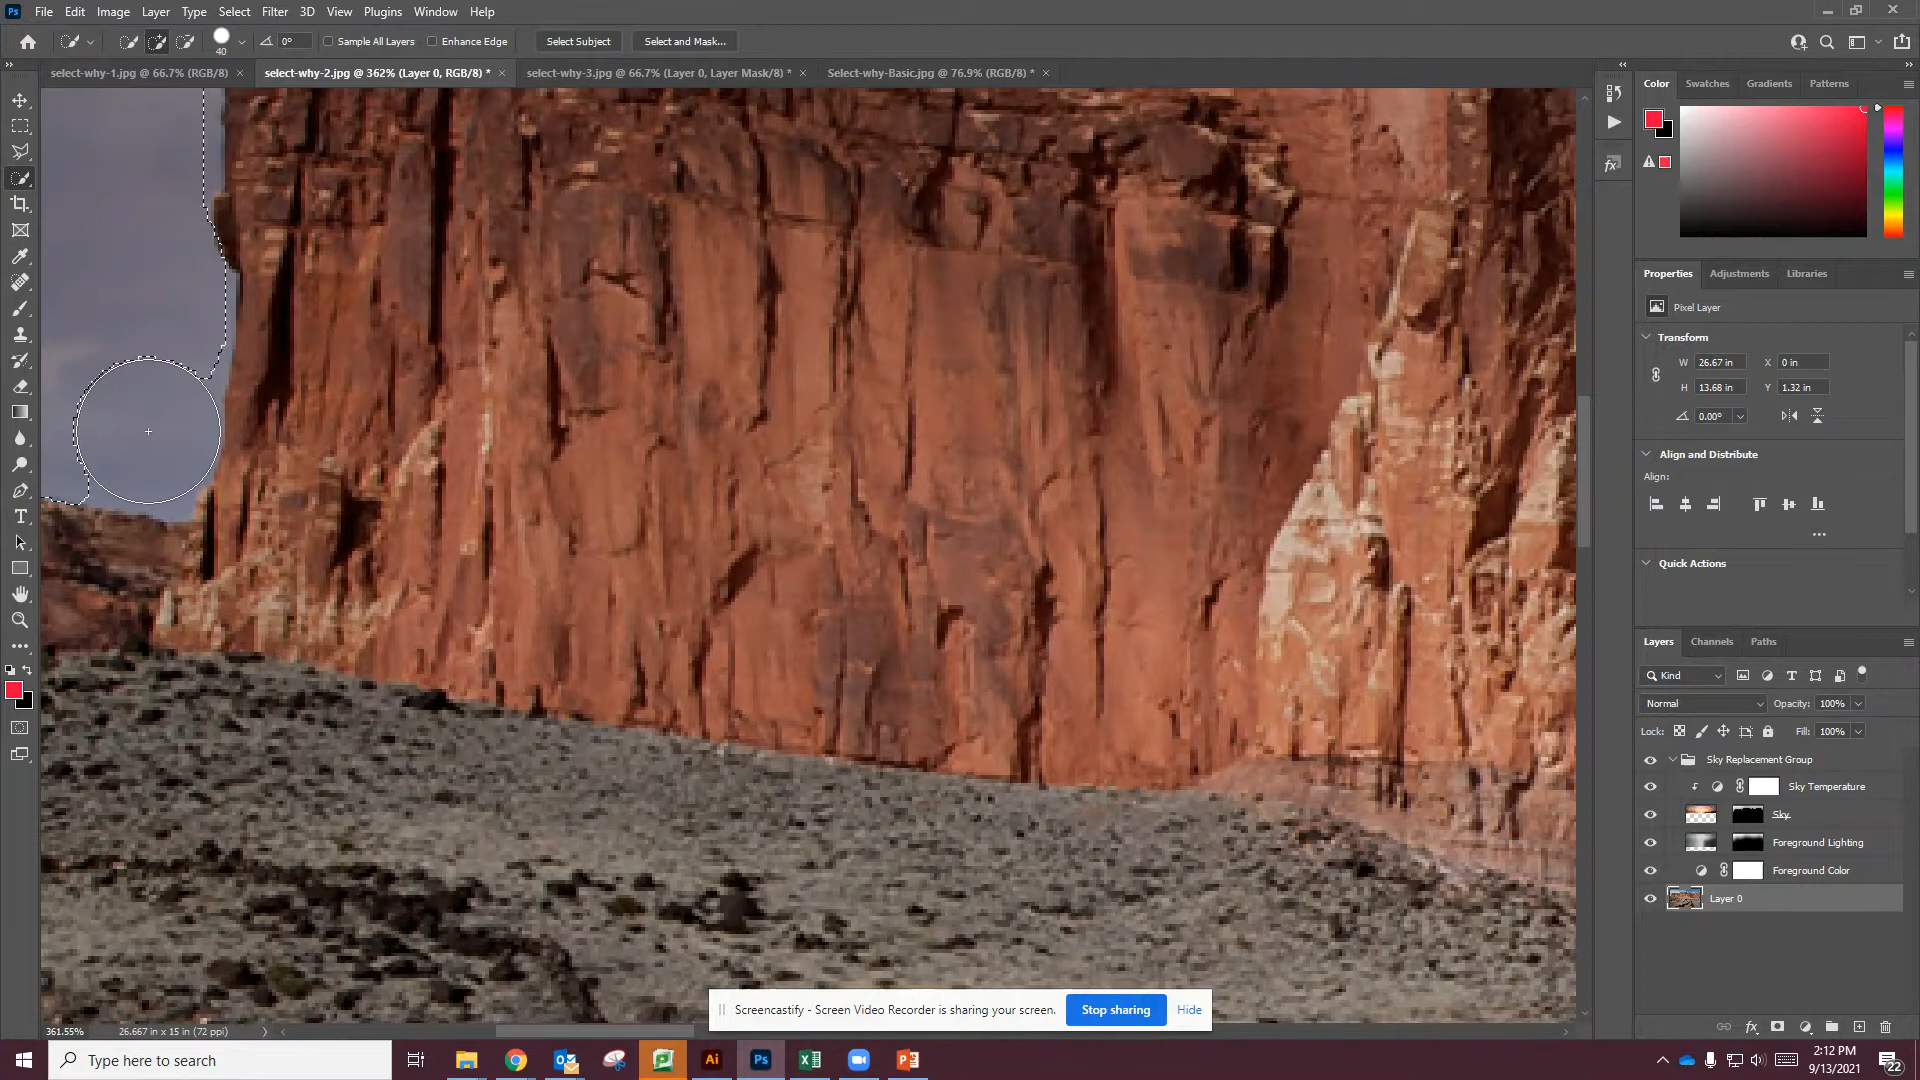 Ps File Edit Image Layer Type Select Filter 3D View Plugins Window Help
40 0° Sample All Layers Enhance Edge Select Subject Select and Mask...
select-why-1.jpg @ 66.7% (RGB/8) × select-why-2.jpg @ 362% (Layer 0, RGB/8) * × select-why-3.jpg @ 66.7% (Layer 0, Layer Mask/8) * × Select-why-Basic.jpg @ 76.9% (RGB/8) * ×
Color Swatches Gradients Patterns
Properties Adjustments Libraries
Pixel Layer
Transform
W 26.67 in X 0 in
H 13.68 in Y 1.32 in
0.00°
Align and Distribute
Align:
Quick Actions
Layers Channels Paths
Kind
Normal Opacity: 100%
Lock: Fill: 100%
Sky Replacement Group
Sky Temperature
Sky
Foreground Lighting
Foreground Color
Layer 0
Screencastify - Screen Video Recorder is sharing your screen. Stop sharing Hide
361.55% 26.667 in x 15 in (72 ppi)
Type here to search
Ai Ps
2:12 PM
9/13/2021
22